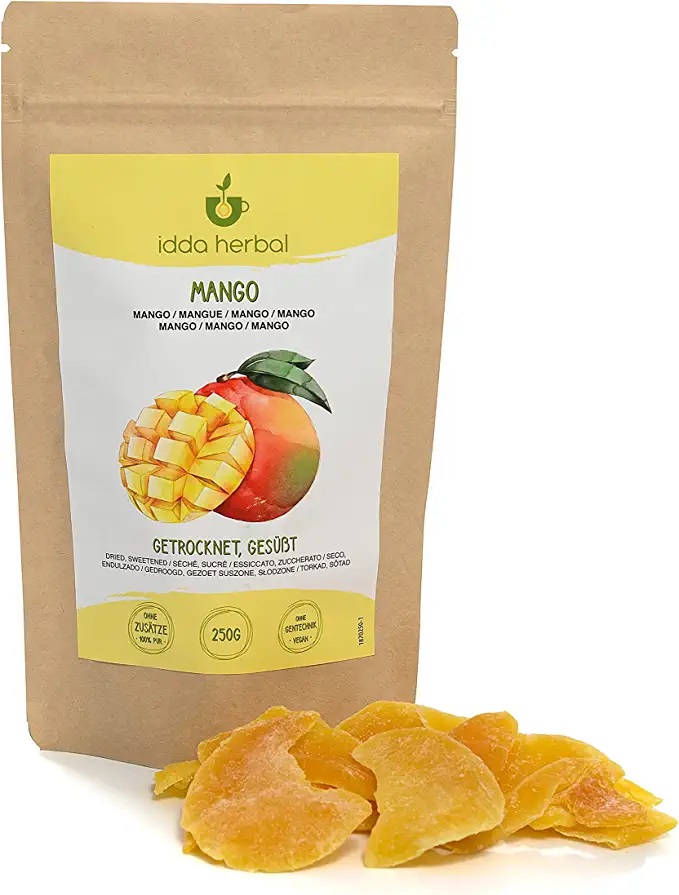 idda herbal
MANGO
MANGO / MANGUE / MANGO / MANGO
MANGO / MANGO / MANGO
GETROCKNET, GESÜßT
DRIED, SWEETENED / SÉCHÉ, SUCRÉ / ESSICCATO, ZUCCHERATO / SECO,
ENDULZADO / GEDROOGD, GEZOET SUSZONE, SŁODZONE / TORKAD, SÖTAD
OHNE
ZUSÄTZE
· 100% PUR ·
250G
OHNE
GENTECHNIK
· VEGAN ·